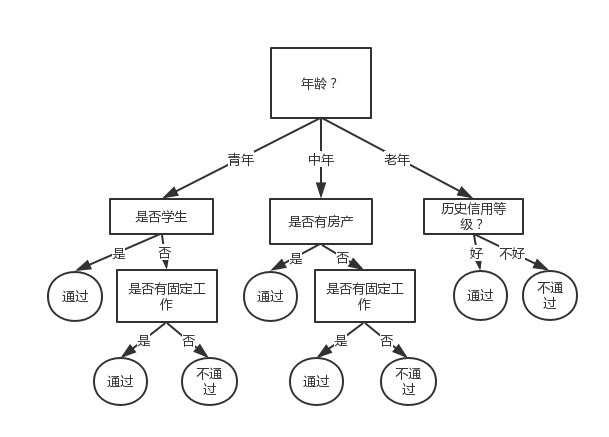 年龄？
青年
中年
老年
是否学生
是否有房产
历史信用等
级？
是
否
是
否
好
不好
通过
是否有固定工
作
通过
是否有固定工
作
通过
不通
过
是
否
是
否
通过
不通
过
通过
不通
过